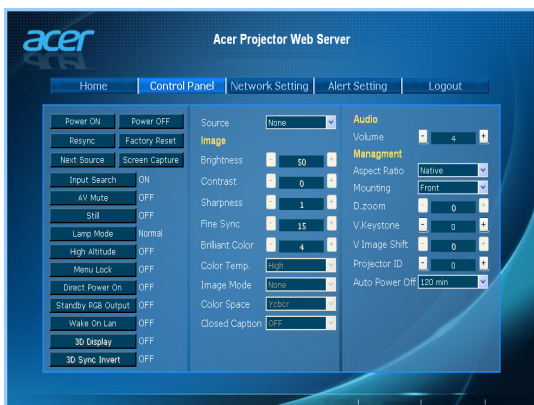 acer
Acer Projector Web Server
Home Control Panel Network Setting Alert Setting Logout
Power ON Power OFF
Resync Factory Reset
Next Source Screen Capture
Input Search ON
AV Mute OFF
Still OFF
Lamp Mode Normal
High Altitude OFF
Menu Lock OFF
Direct Power On OFF
Standby RGB Output OFF
Wake On Lan OFF
3D Display OFF
3D Sync Invert OFF
Source None
Image
Brightness - 50 +
Contrast - 0 +
Sharpness - 1 +
Fine Sync - 15 +
Brilliant Color - 4 +
Color Temp. High
Image Mode None
Color Space Ycbcr
Closed Caption OFF
Audio
Volume - 4 +
Managment
Aspect Ratio Native
Mounting Front
D.zoom - 0 +
V.Keystone - 0 +
V Image Shift - 0 +
Projector ID - 0 +
Auto Power Off 120 min